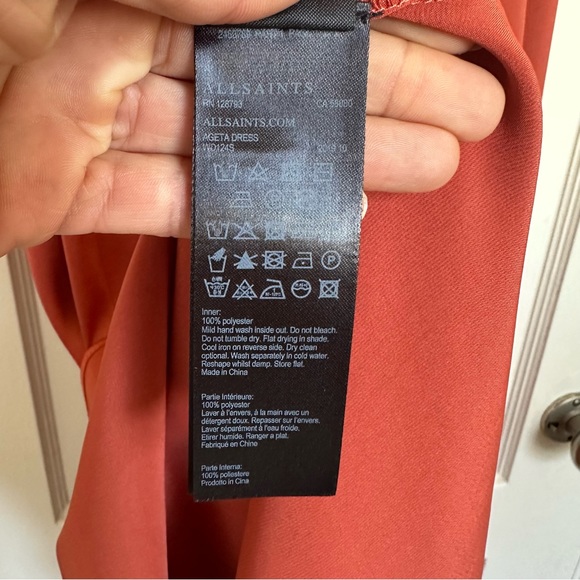 ALLSAINTS
RN 128793
ALLSAINTS.COM
AGETA DRESS
WD124S
P
Inner:
100% polyester
Mild hand wash inside out. Do not bleach.
Do not tumble dry. Flat drying in shade.
Cool iron on reverse side. Dry clean
optional. Wash separately in cold water.
Reshape whilst damp. Store flat.
Made in China
Partie Intérieure:
100% polyester
Laver à l'envers, à la main avec un
détergent doux. Repasser sur l'envers.
Laver séparément à l'eau froide.
Etirer humide. Ranger a plat.
Fabriqué en Chine
Parte Interna:
100% poliestere
Prodotto in Cina